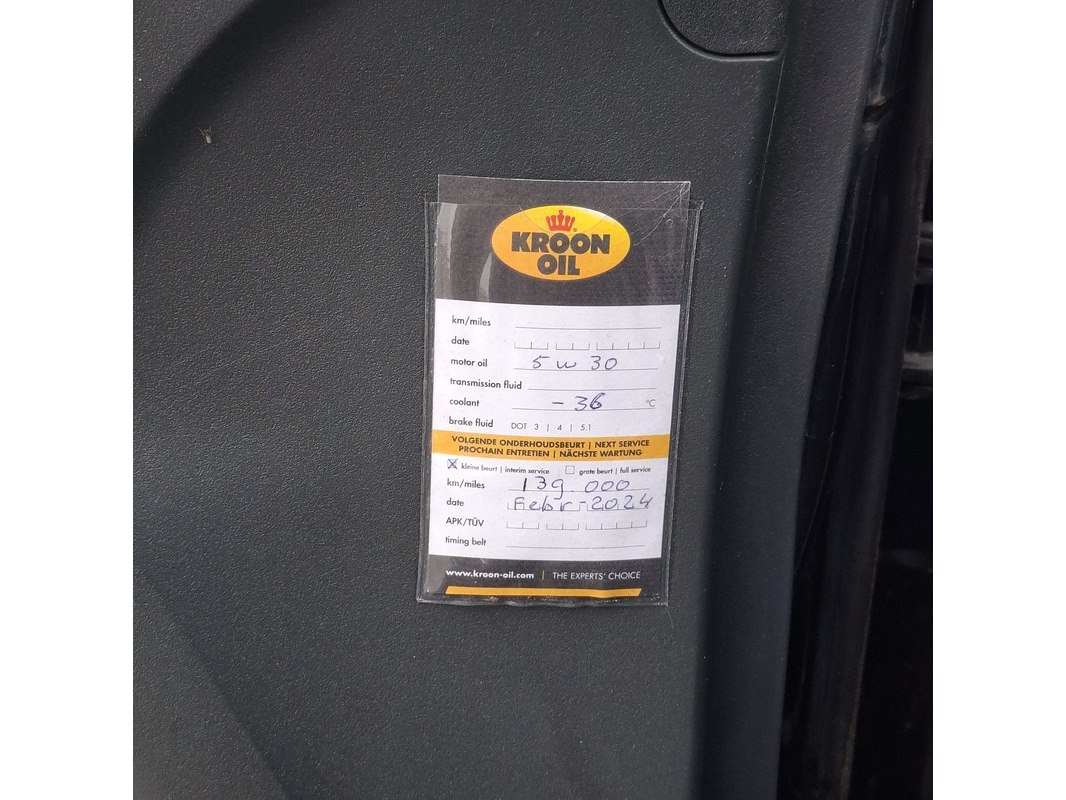 KROON
OIL
km/miles
date
motor oil 5 w 30
transmission fluid
coolant - 36 °C
brake fluid DOT 3 | 4 | 5.1
VOLGENDE ONDERHOUDSBEURT | NEXT SERVICE
PROCHAIN ENTRETIEN | NÄCHSTE WARTUNG
X kleine beurt | interim service grote beurt | full service
km/miles 139.000
date Febr-2024
APK/TÜV
timing belt
www.kroon-oil.com | THE EXPERTS' CHOICE